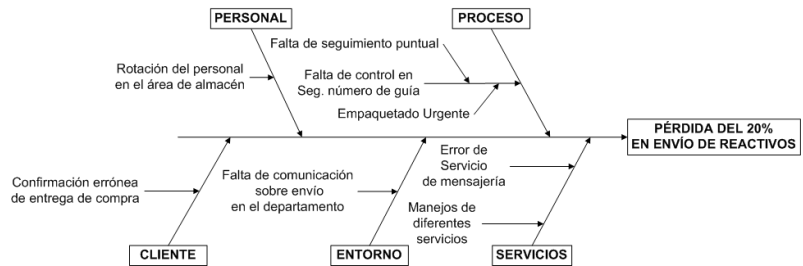 PERSONAL
PROCESO
Falta de seguimiento puntual
Rotación del personal
en el área de almacén
Falta de control en
Seg. número de guía
Empaquetado Urgente
PÉRDIDA DEL 20%
EN ENVÍO DE REACTIVOS
Confirmación errónea
de entrega de compra
Falta de comunicación
sobre envío
en el departamento
Error de
Servicio
de mensajería
Manejos de
diferentes
servicios
CLIENTE
ENTORNO
SERVICIOS